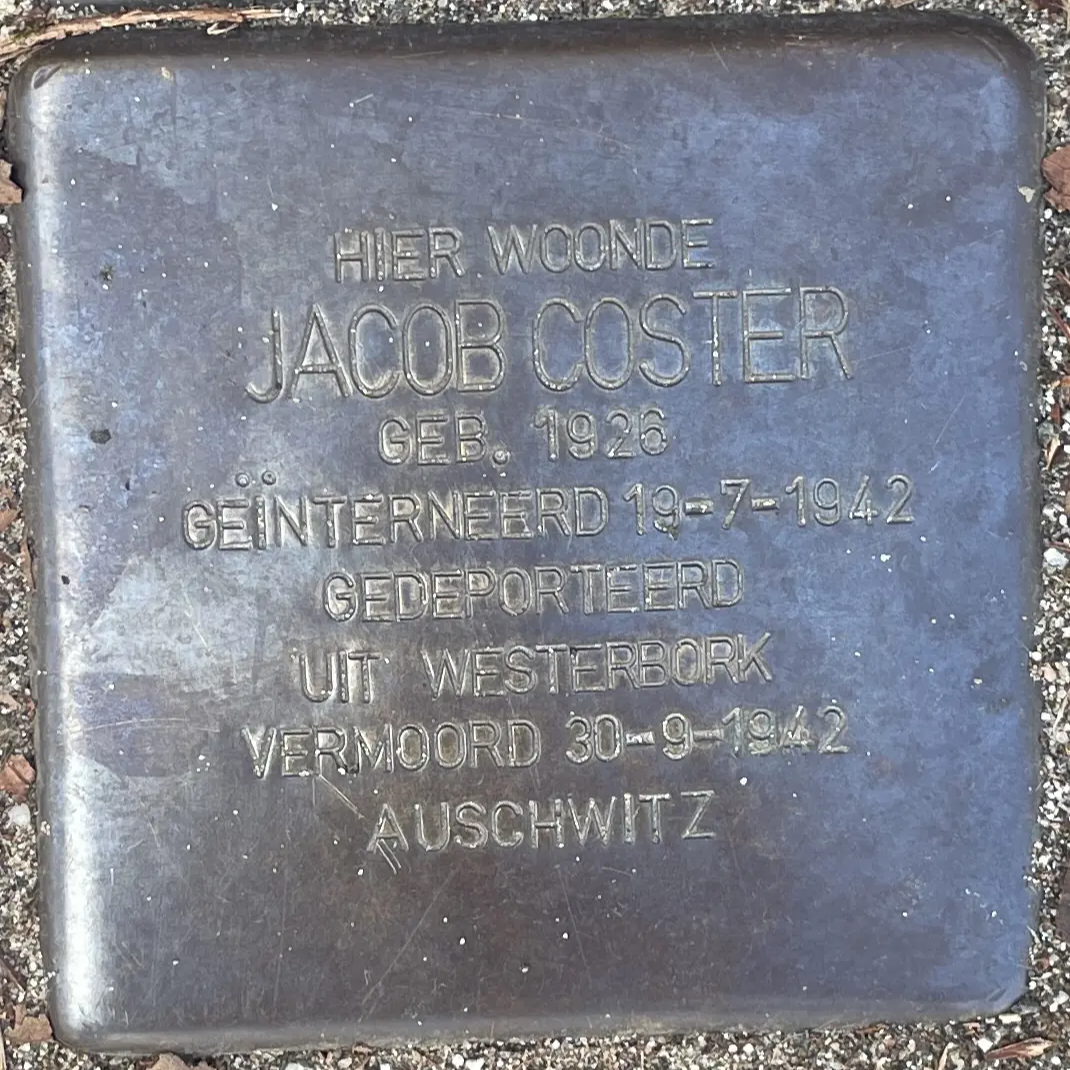 HIER WOONDE
JACOB COSTER
GEB. 1926
GEÏNTERNEERD 19-7-1942
GEDEPORTEERD
UIT WESTERBORK
VERMOORD 30-9-1942
AUSCHWITZ